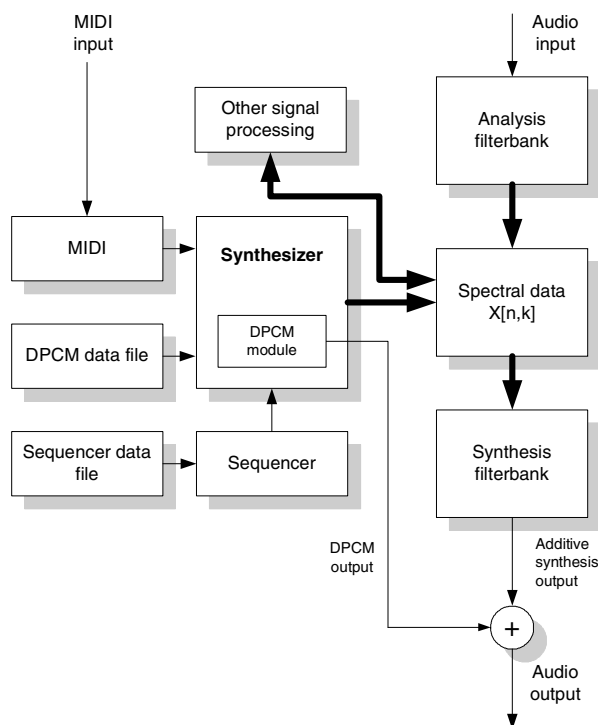 MIDI
input
Audio
input
Other signal
processing
Analysis
filterbank
MIDI
Synthesizer
Spectral data
X[n,k]
DPCM data file
DPCM
module
Sequencer data
file
Sequencer
Synthesis
filterbank
DPCM
output
Additive
synthesis
output
+
Audio
output